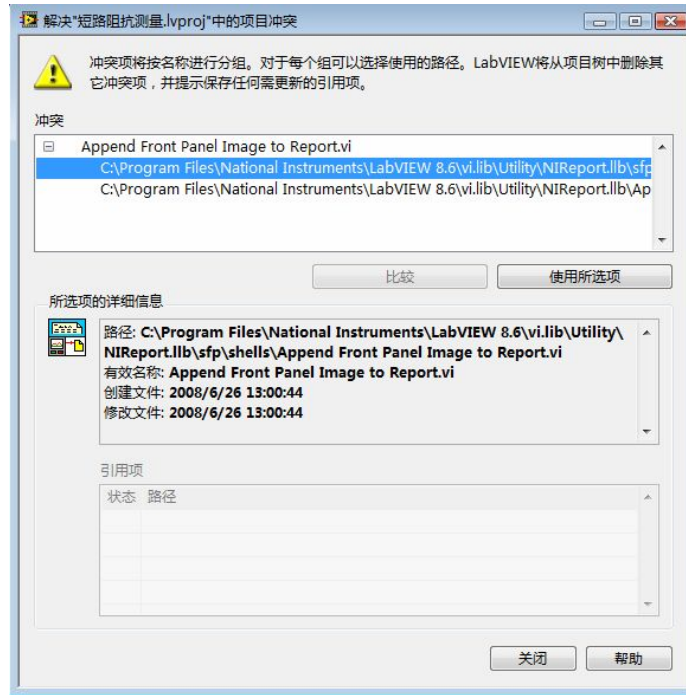 解决"短路阻抗测量.lvproj"中的项目冲突
冲突项将按名称进行分组。对于每个组可以选择使用的路径。LabVIEW将从项目树中删除其
它冲突项，并提示保存任何需更新的引用项。
冲突
Append Front Panel Image to Report.vi
C:\Program Files\National Instruments\LabVIEW 8.6\vi.lib\Utility\NIReport.llb\sfp
C:\Program Files\National Instruments\LabVIEW 8.6\vi.lib\Utility\NIReport.llb\Ap
比较 使用所选项
所选项的详细信息
路径: C:\Program Files\National Instruments\LabVIEW 8.6\vi.lib\Utility\
NIReport.llb\sfp\shells\Append Front Panel Image to Report.vi
有效名称: Append Front Panel Image to Report.vi
创建文件: 2008/6/26 13:00:44
修改文件: 2008/6/26 13:00:44
引用项
状态 路径
关闭 帮助